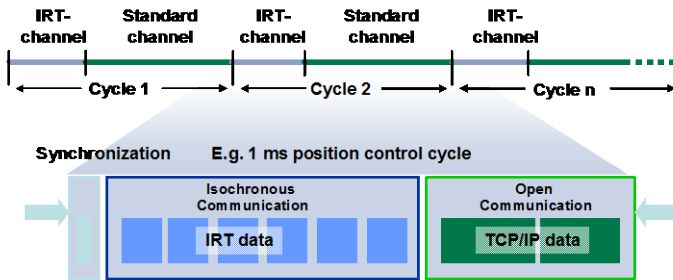 IRT-
channel
Standard
channel
IRT-
channel
Standard
channel
IRT-
channel
Cycle 1
Cycle 2
Cycle n
Synchronization
E.g. 1 ms position control cycle
Isochronous
Communication
Open
Communication
IRT data
TCP/IP data